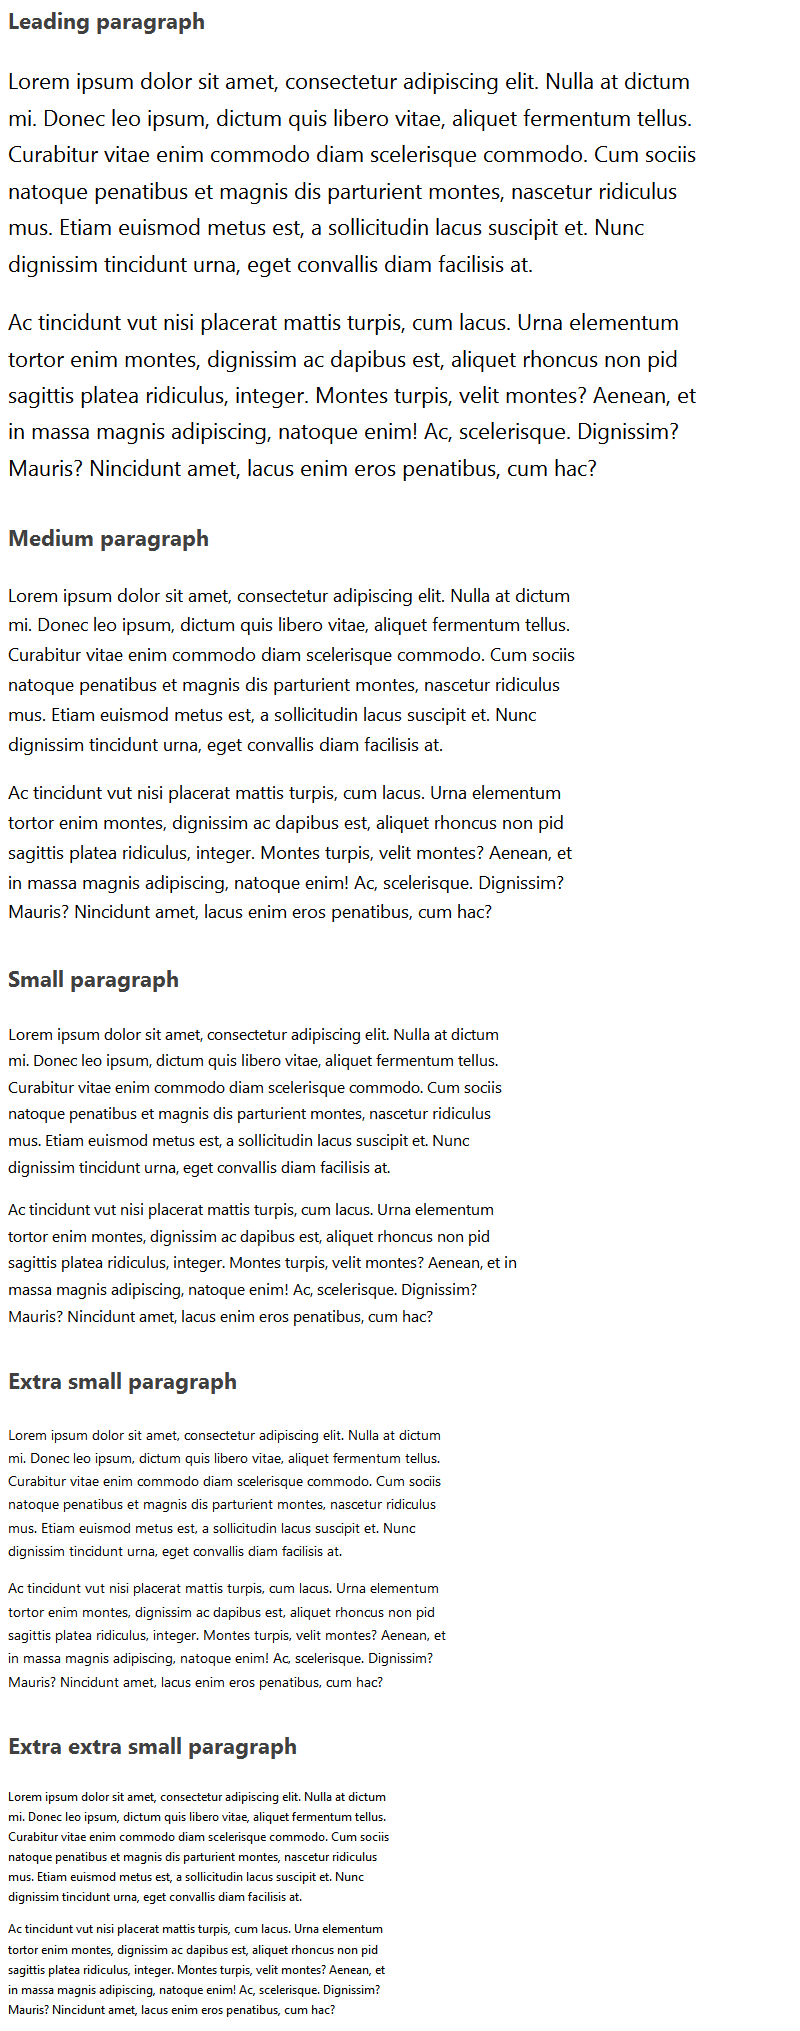 Leading paragraph
Lorem ipsum dolor sit amet, consectetur adipiscing elit. Nulla at dictum
mi. Donec leo ipsum, dictum quis libero vitae, aliquet fermentum tellus.
Curabitur vitae enim commodo diam scelerisque commodo. Cum sociis
natoque penatibus et magnis dis parturient montes, nascetur ridiculus
mus. Etiam euismod metus est, a sollicitudin lacus suscipit et. Nunc
dignissim tincidunt urna, eget convallis diam facilisis at.
Ac tincidunt vut nisi placerat mattis turpis, cum lacus. Urna elementum
tortor enim montes, dignissim ac dapibus est, aliquet rhoncus non pid
sagittis platea ridiculus, integer. Montes turpis, velit montes? Aenean, et
in massa magnis adipiscing, natoque enim! Ac, scelerisque. Dignissim?
Mauris? Nincidunt amet, lacus enim eros penatibus, cum hac?
Medium paragraph
Lorem ipsum dolor sit amet, consectetur adipiscing elit. Nulla at dictum
mi. Donec leo ipsum, dictum quis libero vitae, aliquet fermentum tellus.
Curabitur vitae enim commodo diam scelerisque commodo. Cum sociis
natoque penatibus et magnis dis parturient montes, nascetur ridiculus
mus. Etiam euismod metus est, a sollicitudin lacus suscipit et. Nunc
dignissim tincidunt urna, eget convallis diam facilisis at.
Ac tincidunt vut nisi placerat mattis turpis, cum lacus. Urna elementum
tortor enim montes, dignissim ac dapibus est, aliquet rhoncus non pid
sagittis platea ridiculus, integer. Montes turpis, velit montes? Aenean, et
in massa magnis adipiscing, natoque enim! Ac, scelerisque. Dignissim?
Mauris? Nincidunt amet, lacus enim eros penatibus, cum hac?
Small paragraph
Lorem ipsum dolor sit amet, consectetur adipiscing elit. Nulla at dictum
mi. Donec leo ipsum, dictum quis libero vitae, aliquet fermentum tellus.
Curabitur vitae enim commodo diam scelerisque commodo. Cum sociis
natoque penatibus et magnis dis parturient montes, nascetur ridiculus
mus. Etiam euismod metus est, a sollicitudin lacus suscipit et. Nunc
dignissim tincidunt urna, eget convallis diam facilisis at.
Ac tincidunt vut nisi placerat mattis turpis, cum lacus. Urna elementum
tortor enim montes, dignissim ac dapibus est, aliquet rhoncus non pid
sagittis platea ridiculus, integer. Montes turpis, velit montes? Aenean, et in
massa magnis adipiscing, natoque enim! Ac, scelerisque. Dignissim?
Mauris? Nincidunt amet, lacus enim eros penatibus, cum hac?
Extra small paragraph
Lorem ipsum dolor sit amet, consectetur adipiscing elit. Nulla at dictum
mi. Donec leo ipsum, dictum quis libero vitae, aliquet fermentum tellus.
Curabitur vitae enim commodo diam scelerisque commodo. Cum sociis
natoque penatibus et magnis dis parturient montes, nascetur ridiculus
mus. Etiam euismod metus est, a sollicitudin lacus suscipit et. Nunc
dignissim tincidunt urna, eget convallis diam facilisis at.
Ac tincidunt vut nisi placerat mattis turpis, cum lacus. Urna elementum
tortor enim montes, dignissim ac dapibus est, aliquet rhoncus non pid
sagittis platea ridiculus, integer. Montes turpis, velit montes? Aenean, et
in massa magnis adipiscing, natoque enim! Ac, scelerisque. Dignissim?
Mauris? Nincidunt amet, lacus enim eros penatibus, cum hac?
Extra extra small paragraph
Lorem ipsum dolor sit amet, consectetur adipiscing elit. Nulla at dictum
mi. Donec leo ipsum, dictum quis libero vitae, aliquet fermentum tellus.
Curabitur vitae enim commodo diam scelerisque commodo. Cum sociis
natoque penatibus et magnis dis parturient montes, nascetur ridiculus
mus. Etiam euismod metus est, a sollicitudin lacus suscipit et. Nunc
dignissim tincidunt urna, eget convallis diam facilisis at.
Ac tincidunt vut nisi placerat mattis turpis, cum lacus. Urna elementum
tortor enim montes, dignissim ac dapibus est, aliquet rhoncus non pid
sagittis platea ridiculus, integer. Montes turpis, velit montes? Aenean, et
in massa magnis adipiscing, natoque enim! Ac, scelerisque. Dignissim?
Mauris? Nincidunt amet, lacus enim eros penatibus, cum hac?